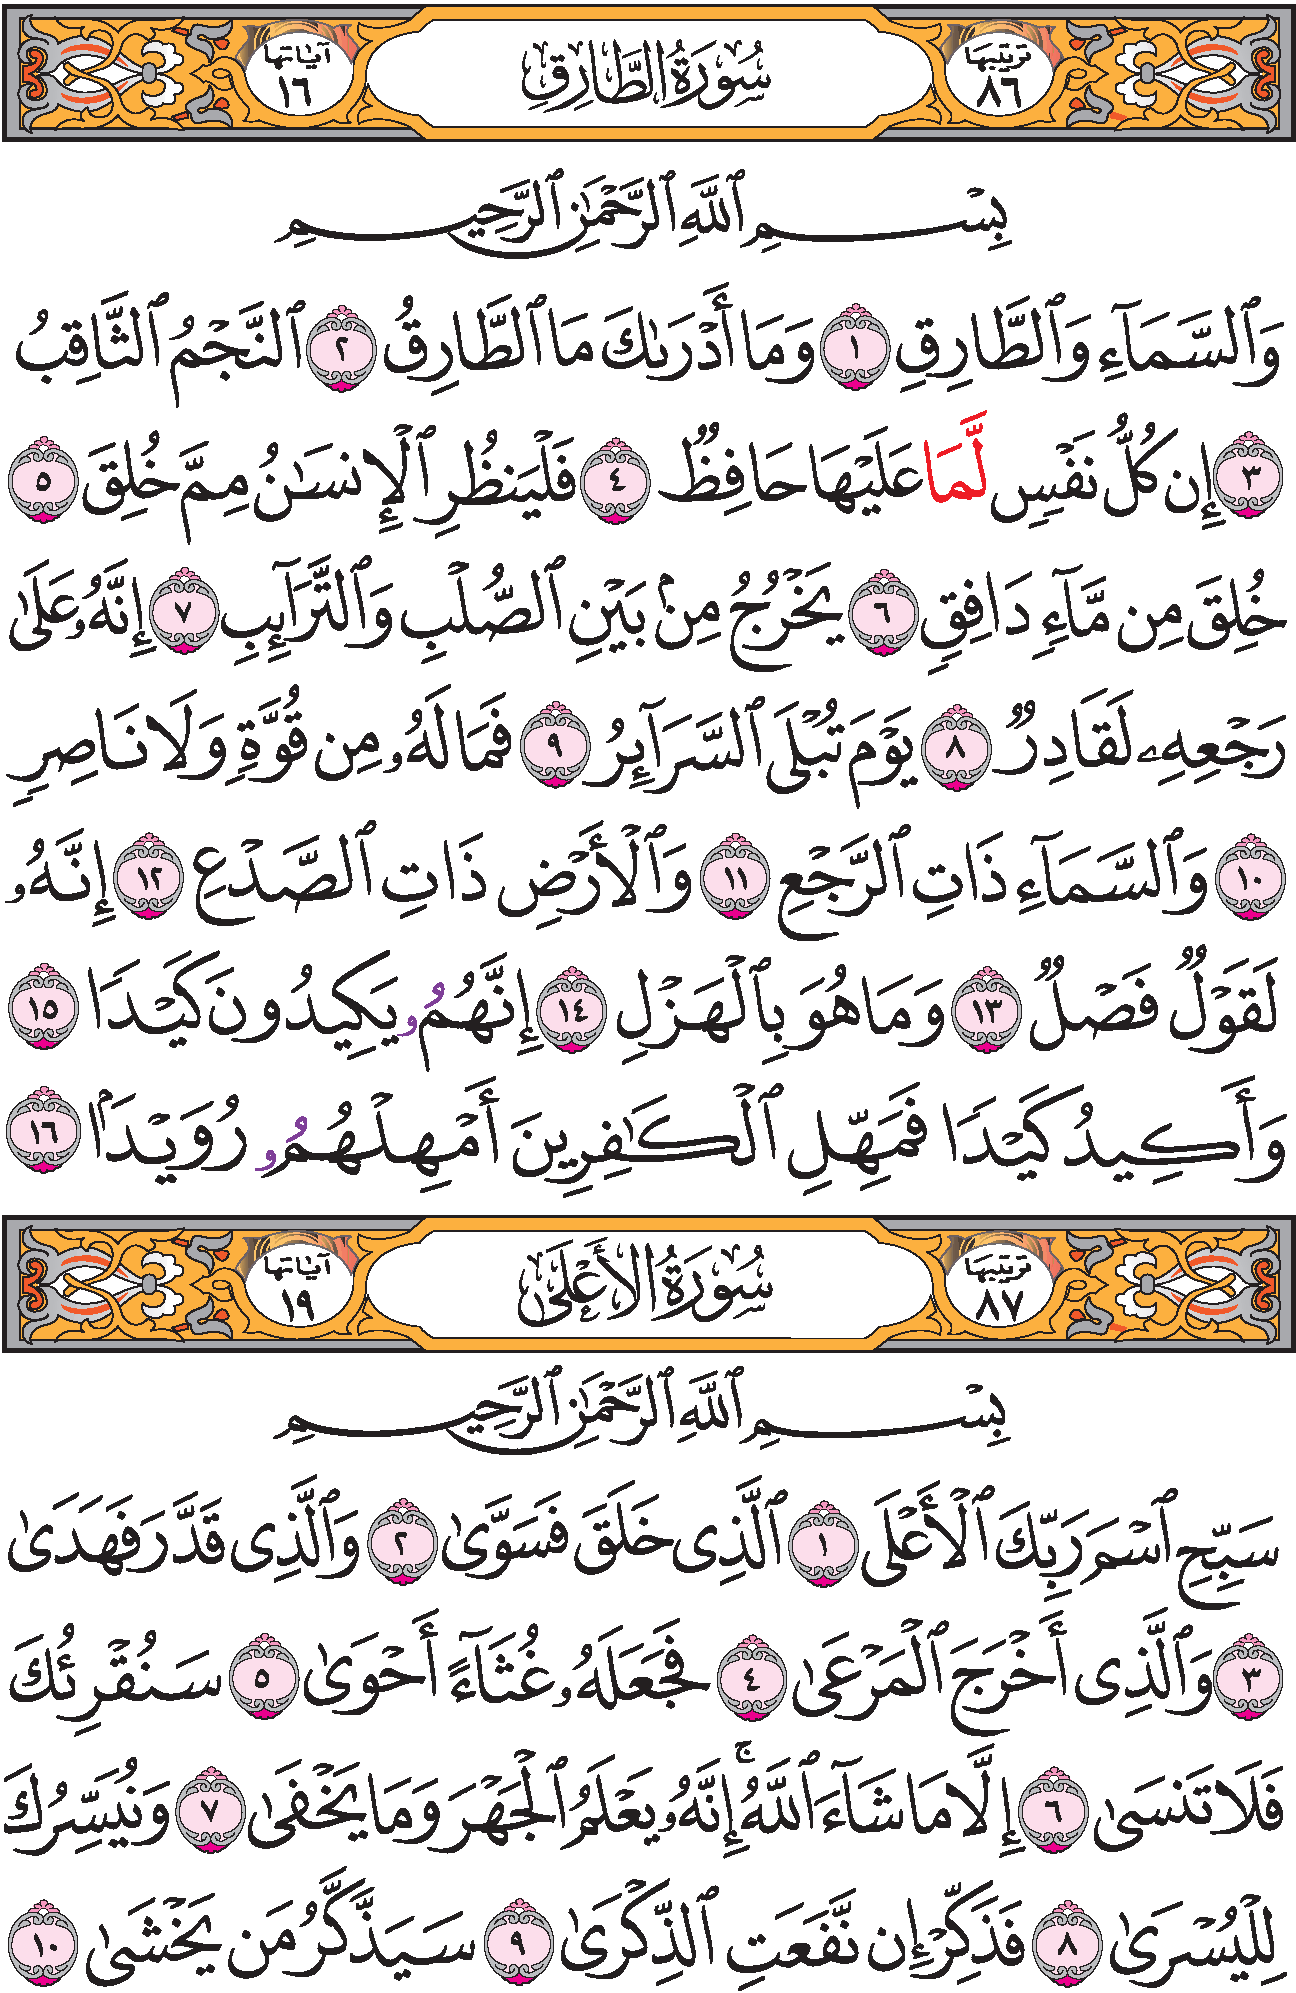 ترتيبها ٨٦ سُورَةُ الطَّارِقِ آيَاتها ١٦
بِسْمِ ٱللَّهِ ٱلرَّحْمَٰنِ ٱلرَّحِيمِ
وَٱلسَّمَآءِ وَٱلطَّارِقِ ١ وَمَآ أَدْرَىٰكَ مَا ٱلطَّارِقُ ٢ ٱلنَّجْمُ ٱلثَّاقِبُ
٣ إِن كُلُّ نَفْسٍ لَّمَا عَلَيْهَا حَافِظٌ ٤ فَلْيَنظُرِ ٱلْإِنسَٰنُ مِمَّ خُلِقَ ٥
خُلِقَ مِن مَّآءٍ دَافِقٍ ٦ يَخْرُجُ مِنۢ بَيْنِ ٱلصُّلْبِ وَٱلتَّرَآئِبِ ٧ إِنَّهُۥ عَلَىٰ
رَجْعِهِۦ لَقَادِرٌ ٨ يَوْمَ تُبْلَى ٱلسَّرَآئِرُ ٩ فَمَا لَهُۥ مِن قُوَّةٍ وَلَا نَاصِرٍ
١٠ وَٱلسَّمَآءِ ذَاتِ ٱلرَّجْعِ ١١ وَٱلْأَرْضِ ذَاتِ ٱلصَّدْعِ ١٢ إِنَّهُۥ
لَقَوْلٌ فَصْلٌ ١٣ وَمَا هُوَ بِٱلْهَزْلِ ١٤ إِنَّهُمُۥ يَكِيدُونَ كَيْدًا ١٥
وَأَكِيدُ كَيْدًا فَمَهِّلِ ٱلْكَٰفِرِينَ أَمْهِلْهُمُۥ رُوَيْدَۢا ١٦
ترتيبها ٨٧ سُورَةُ الأَعْلَىٰ آيَاتها ١٩
بِسْمِ ٱللَّهِ ٱلرَّحْمَٰنِ ٱلرَّحِيمِ
سَبِّحِ ٱسْمَ رَبِّكَ ٱلْأَعْلَى ١ ٱلَّذِى خَلَقَ فَسَوَّىٰ ٢ وَٱلَّذِى قَدَّرَ فَهَدَىٰ
٣ وَٱلَّذِىٓ أَخْرَجَ ٱلْمَرْعَىٰ ٤ فَجَعَلَهُۥ غُثَآءً أَحْوَىٰ ٥ سَنُقْرِئُكَ
فَلَا تَنسَىٰ ٦ إِلَّا مَا شَآءَ ٱللَّهُ ۚ إِنَّهُۥ يَعْلَمُ ٱلْجَهْرَ وَمَا يَخْفَىٰ ٧ وَنُيَسِّرُكَ
لِلْيُسْرَىٰ ٨ فَذَكِّرْ إِن نَّفَعَتِ ٱلذِّكْرَىٰ ٩ سَيَذَّكَّرُ مَن يَخْشَىٰ ١٠